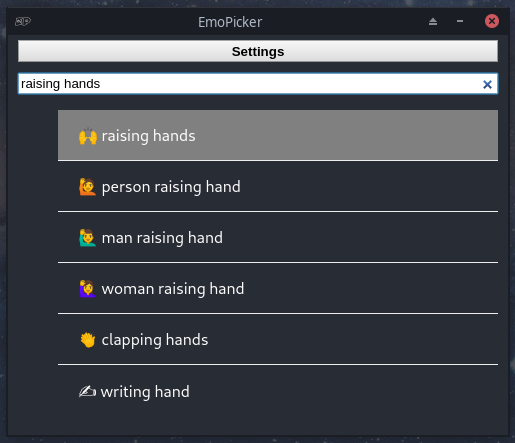 EmoPicker
Settings
raising hands
🙌 raising hands
🙋 person raising hand
🙋‍♂️ man raising hand
🙋‍♀️ woman raising hand
👏 clapping hands
✍ writing hand